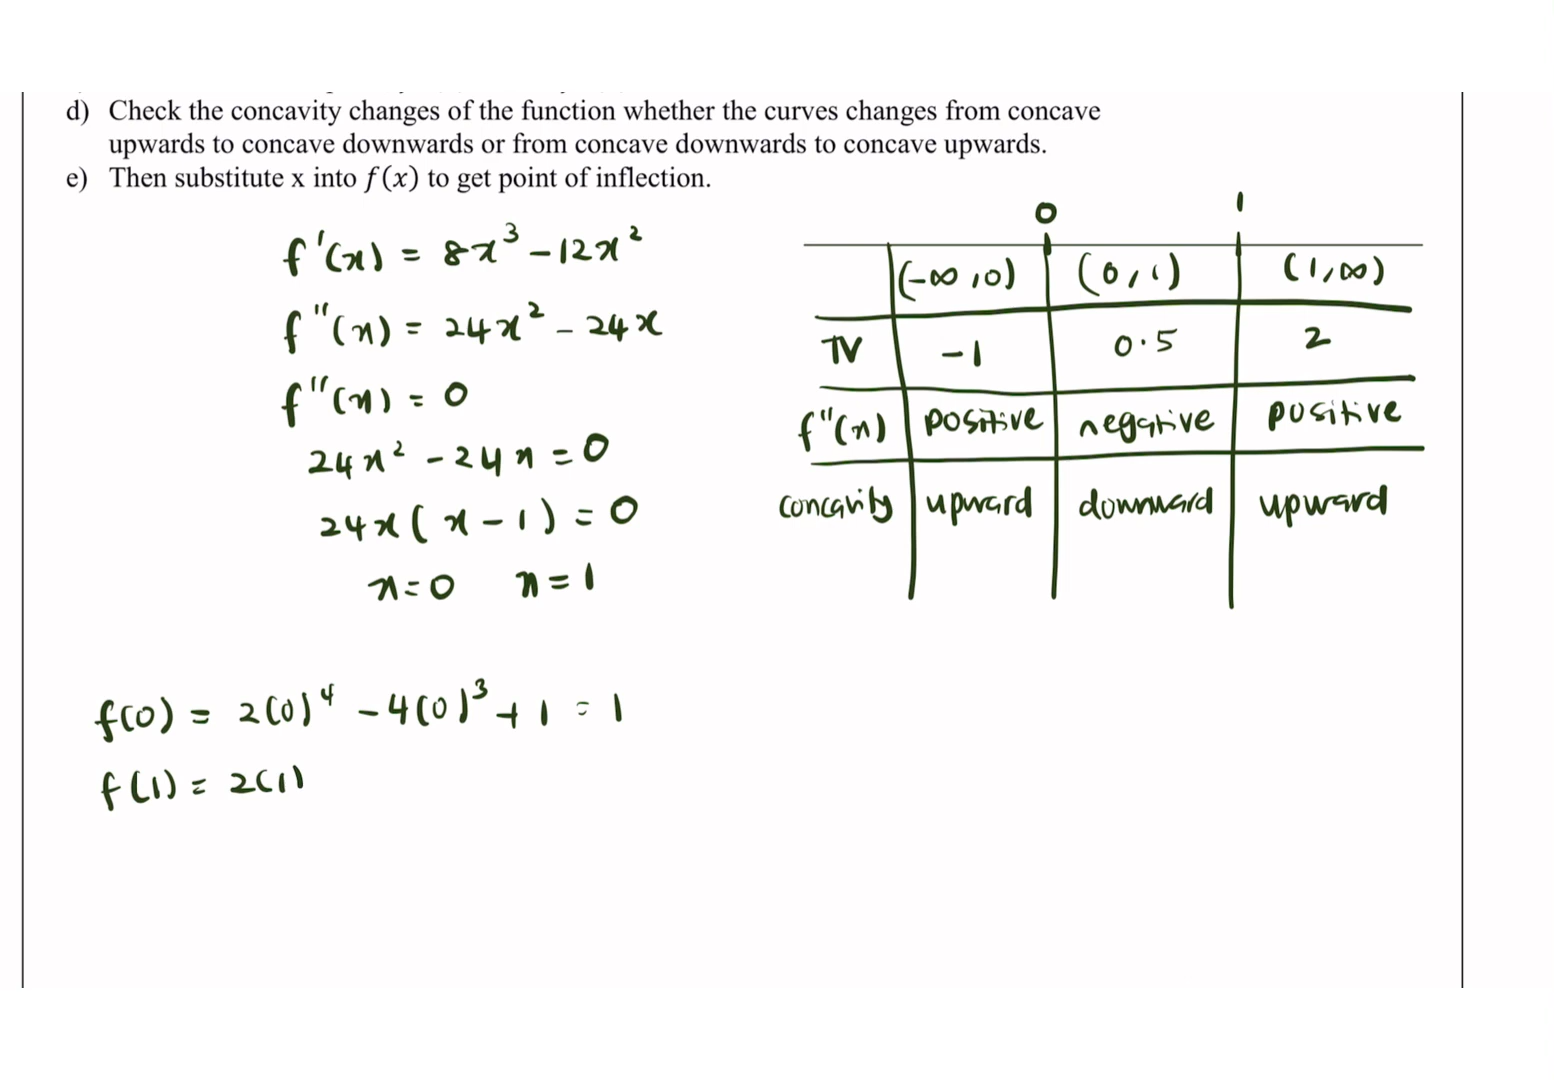 d) Check the concavity changes of the function whether the curves changes from concave
upwards to concave downwards or from concave downwards to concave upwards.
e) Then substitute x into f(x) to get point of inflection.
f'(x) = 8x³ - 12x²
f''(x) = 24x² - 24x
f''(x) = 0
24x² - 24x = 0
24x(x - 1) = 0
x = 0 x = 1
0 1
(-∞, 0) (0, 1) (1, ∞)
TV -1 0.5 2
f''(x) positive negative positive
concavity upward downward upward
f(0) = 2(0)⁴ - 4(0)³ + 1 = 1
f(1) = 2(1)